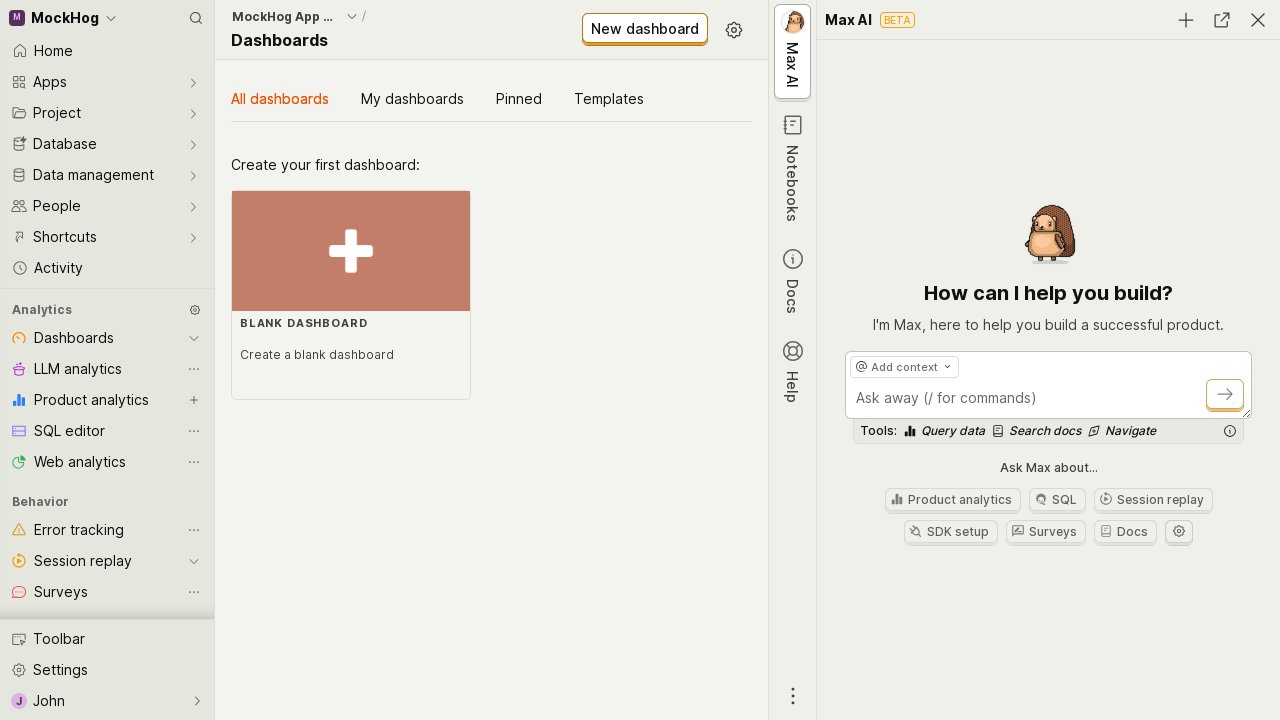 M MockHog
Home
Apps
Project
Database
Data management
People
Shortcuts
Activity
Analytics
Dashboards
LLM analytics
Product analytics
SQL editor
Web analytics
Behavior
Error tracking
Session replay
Surveys
Toolbar
Settings
J John
MockHog App ... /
Dashboards
New dashboard
All dashboards My dashboards Pinned Templates
Create your first dashboard:
BLANK DASHBOARD
Create a blank dashboard
Max AI
Notebooks
Docs
Help
Max AI BETA
How can I help you build?
I'm Max, here to help you build a successful product.
@ Add context
Ask away (/ for commands)
Tools: Query data Search docs Navigate
Ask Max about...
Product analytics SQL Session replay
SDK setup Surveys Docs